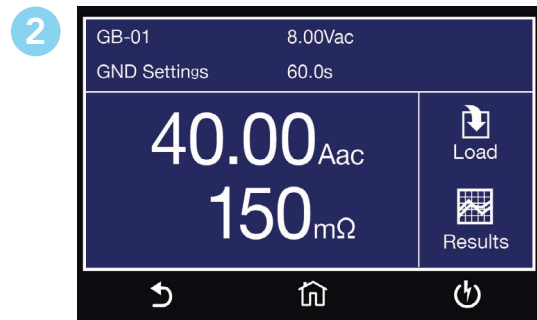 2
GB-01 8.00Vac
GND Settings 60.0s
40.00Aac
150mΩ
Load
Results